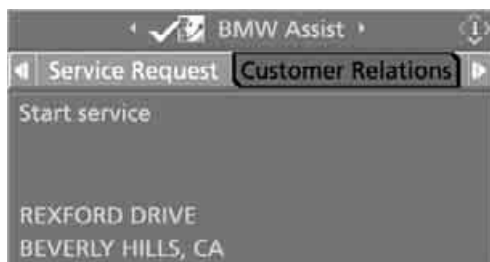 BMW Assist
Service Request Customer Relations
Start service
REXFORD DRIVE
BEVERLY HILLS, CA